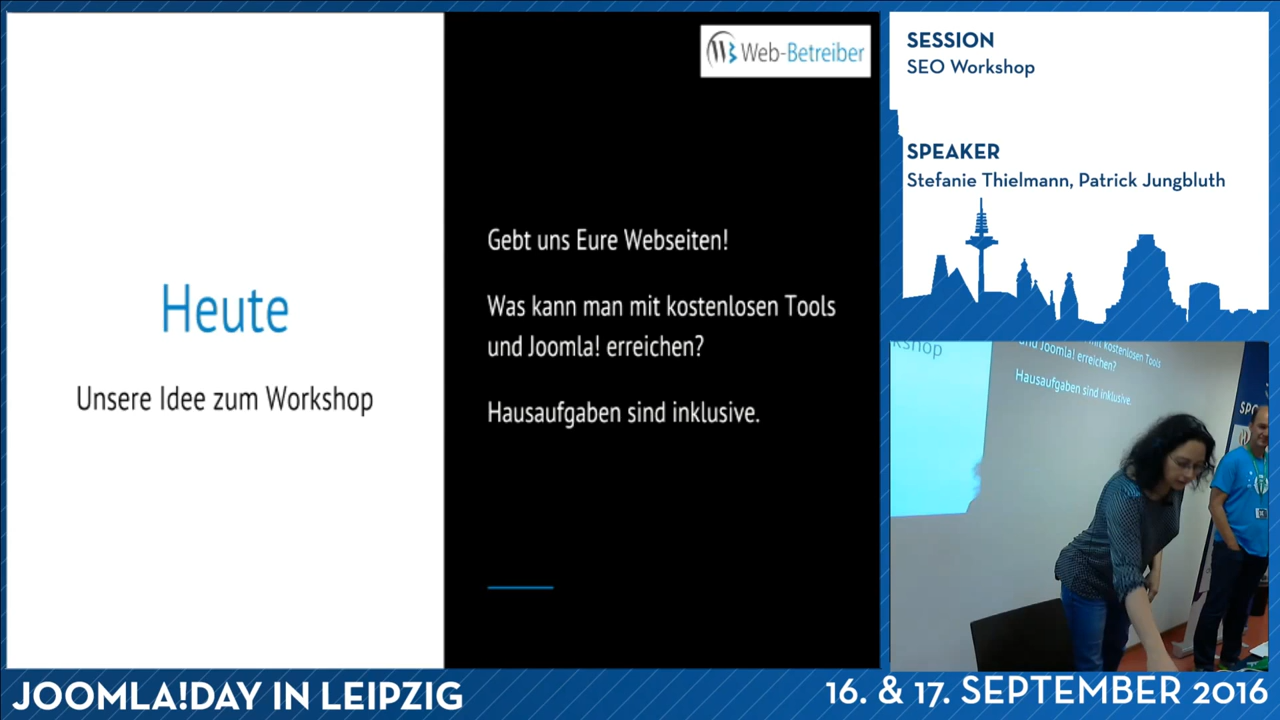 Heute
Unsere Idee zum Workshop
Web-Betreiber
Gebt uns Eure Webseiten!
Was kann man mit kostenlosen Tools
und Joomla! erreichen?
Hausaufgaben sind inklusive.
SESSION
SEO Workshop
SPEAKER
Stefanie Thielmann, Patrick Jungbluth
kostenlosen Tools
und Joomla! erreichen?
Hausaufgaben sind inklusive.
JOOMLA!DAY IN LEIPZIG
16. & 17. SEPTEMBER 2016